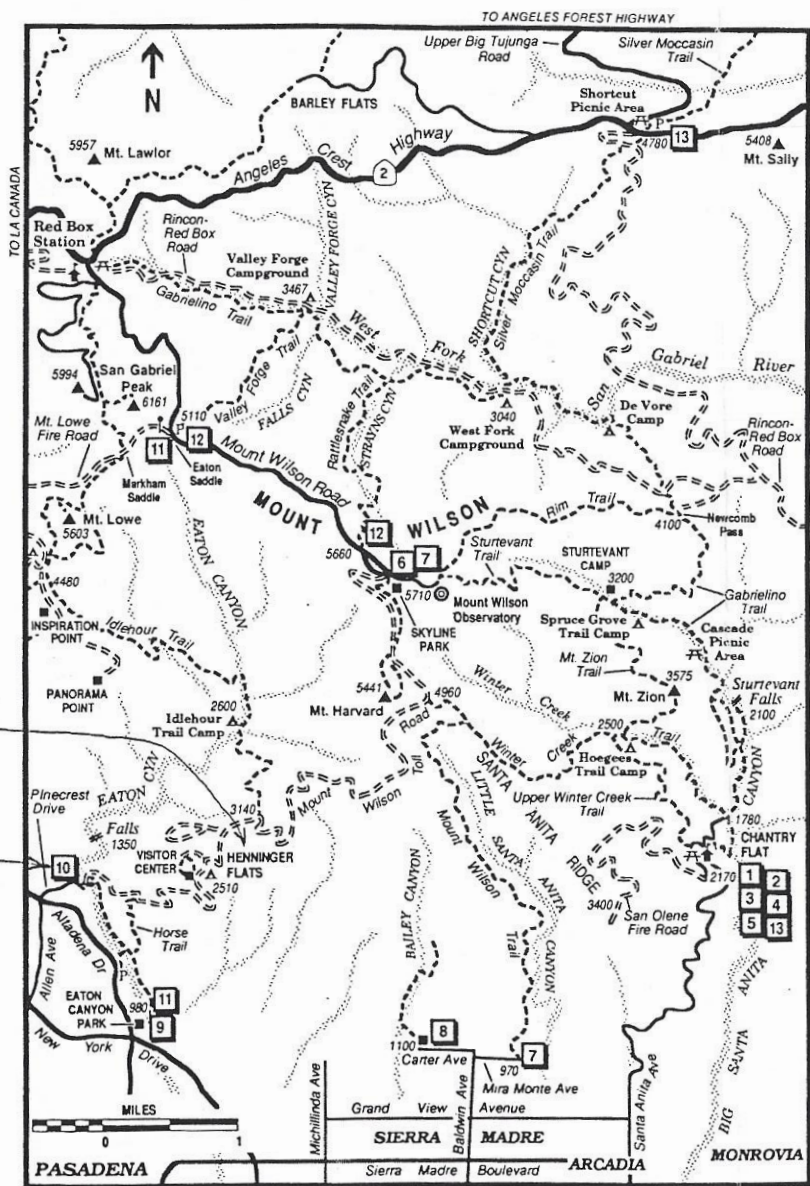 TO ANGELES FOREST HIGHWAY
Upper Big Tujunga
Road
Silver Moccasin
Trail
N
BARLEY FLATS
Shortcut
Picnic Area
P
13
4780
5408
Mt. Sally
5957
Mt. Lawlor
Angeles Crest Highway
2
TO LA CANADA
Red Box
Station
Rincon-
Red Box
Road
Valley Forge
Campground
3467
VALLEY FORGE CYN
Gabrielino Trail
SHORTCUT CYN
Silver Moccasin Trail
West Fork San Gabriel River
San Gabriel
Peak
5994
6161
5110
P
Valley Forge Trail
FALLS CYN
Rattlesnake Trail
STRAYNS CYN
3040
West Fork
Campground
De Vore
Camp
Rincon-
Red Box
Road
Mt. Lowe
Fire Road
11
12
Eaton
Saddle
Markham
Saddle
Mount Wilson Road
MOUNT WILSON
Mt. Lowe
5603
EATON CANYON
12
5660
6
7
Rim Trail
4100
Newcomb
Pass
Sturtevant
Trail
STURTEVANT
CAMP
3200
4480
5710
Mount Wilson
Observatory
SKYLINE
PARK
Gabrielino
Trail
INSPIRATION
POINT
Idlehour Trail
Spruce Grove
Trail Camp
Cascade
Picnic
Area
PANORAMA
POINT
Mt. Zion
Trail
3575
Mt. Zion
5441
Mt. Harvard
4960
Winter Creek
Sturtevant
Falls
2100
2600
Idlehour
Trail Camp
2500
Winter Creek Trail
Hoegees
Trail Camp
EATON CYN
Mount Wilson Toll Road
SANTA ANITA RIDGE
LITTLE SANTA ANITA CANYON
Upper Winter Creek
Trail
CANYON
Pinecrest
Drive
Falls
1350
3140
1780
CHANTRY
FLAT
10
VISITOR
CENTER
HENNINGER
FLATS
2510
Mount Wilson Trail
2170
1
2
3
4
5
13
3400
San Olene
Fire Road
Horse
Trail
P
Allen Ave
Altadena Dr
BAILEY CANYON
EATON
CANYON
PARK
980
11
9
New York Drive
8
1100
Carter Ave
7
970
Mira Monte Ave
Michillinda Ave
Baldwin Ave
Santa Anita Ave
BIG SANTA ANITA
MILES
0
1
Grand View Avenue
SIERRA MADRE
PASADENA
Sierra Madre Boulevard
ARCADIA
MONROVIA